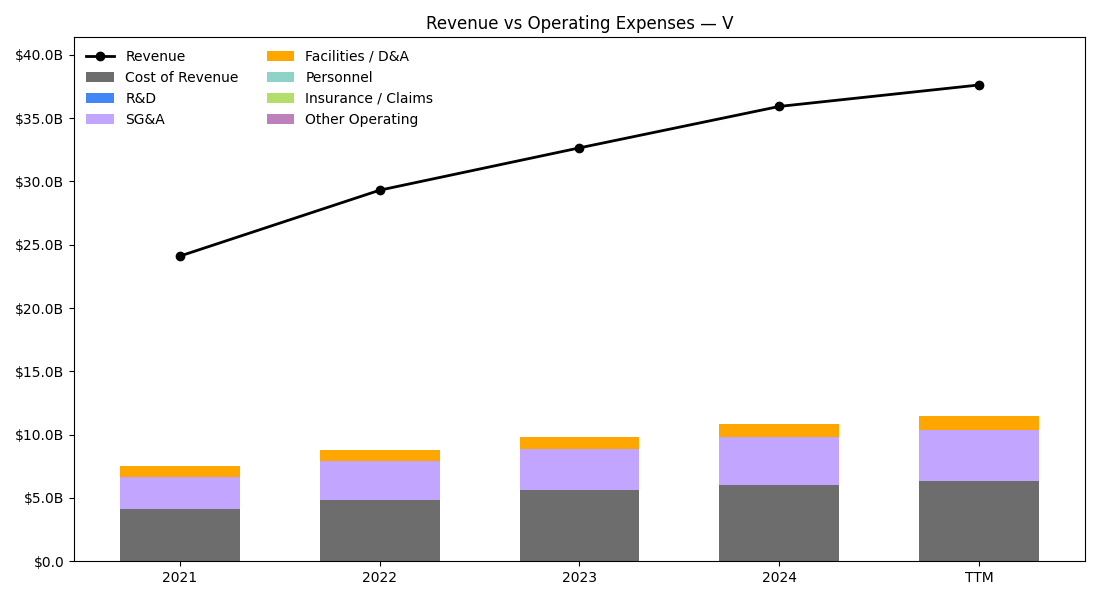 Revenue vs Operating Expenses — V
$40.0B
$35.0B
$30.0B
$25.0B
$20.0B
$15.0B
$10.0B
$5.0B
$0.0
Revenue
Cost of Revenue
R&D
SG&A
Facilities / D&A
Personnel
Insurance / Claims
Other Operating
2021
2022
2023
2024
TTM